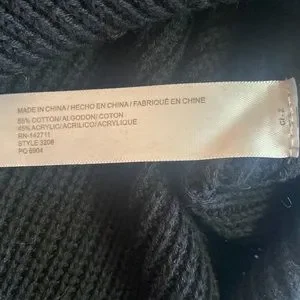 MADE IN CHINA/HECHO EN CHINA/FABRIQUÉ EN CHINE
55% COTTON/ALGODON/COTON
45% ACRYLIC/ACRILICO/ACRYLIQUE
RN-142711
STYLE 3208
PO 6904